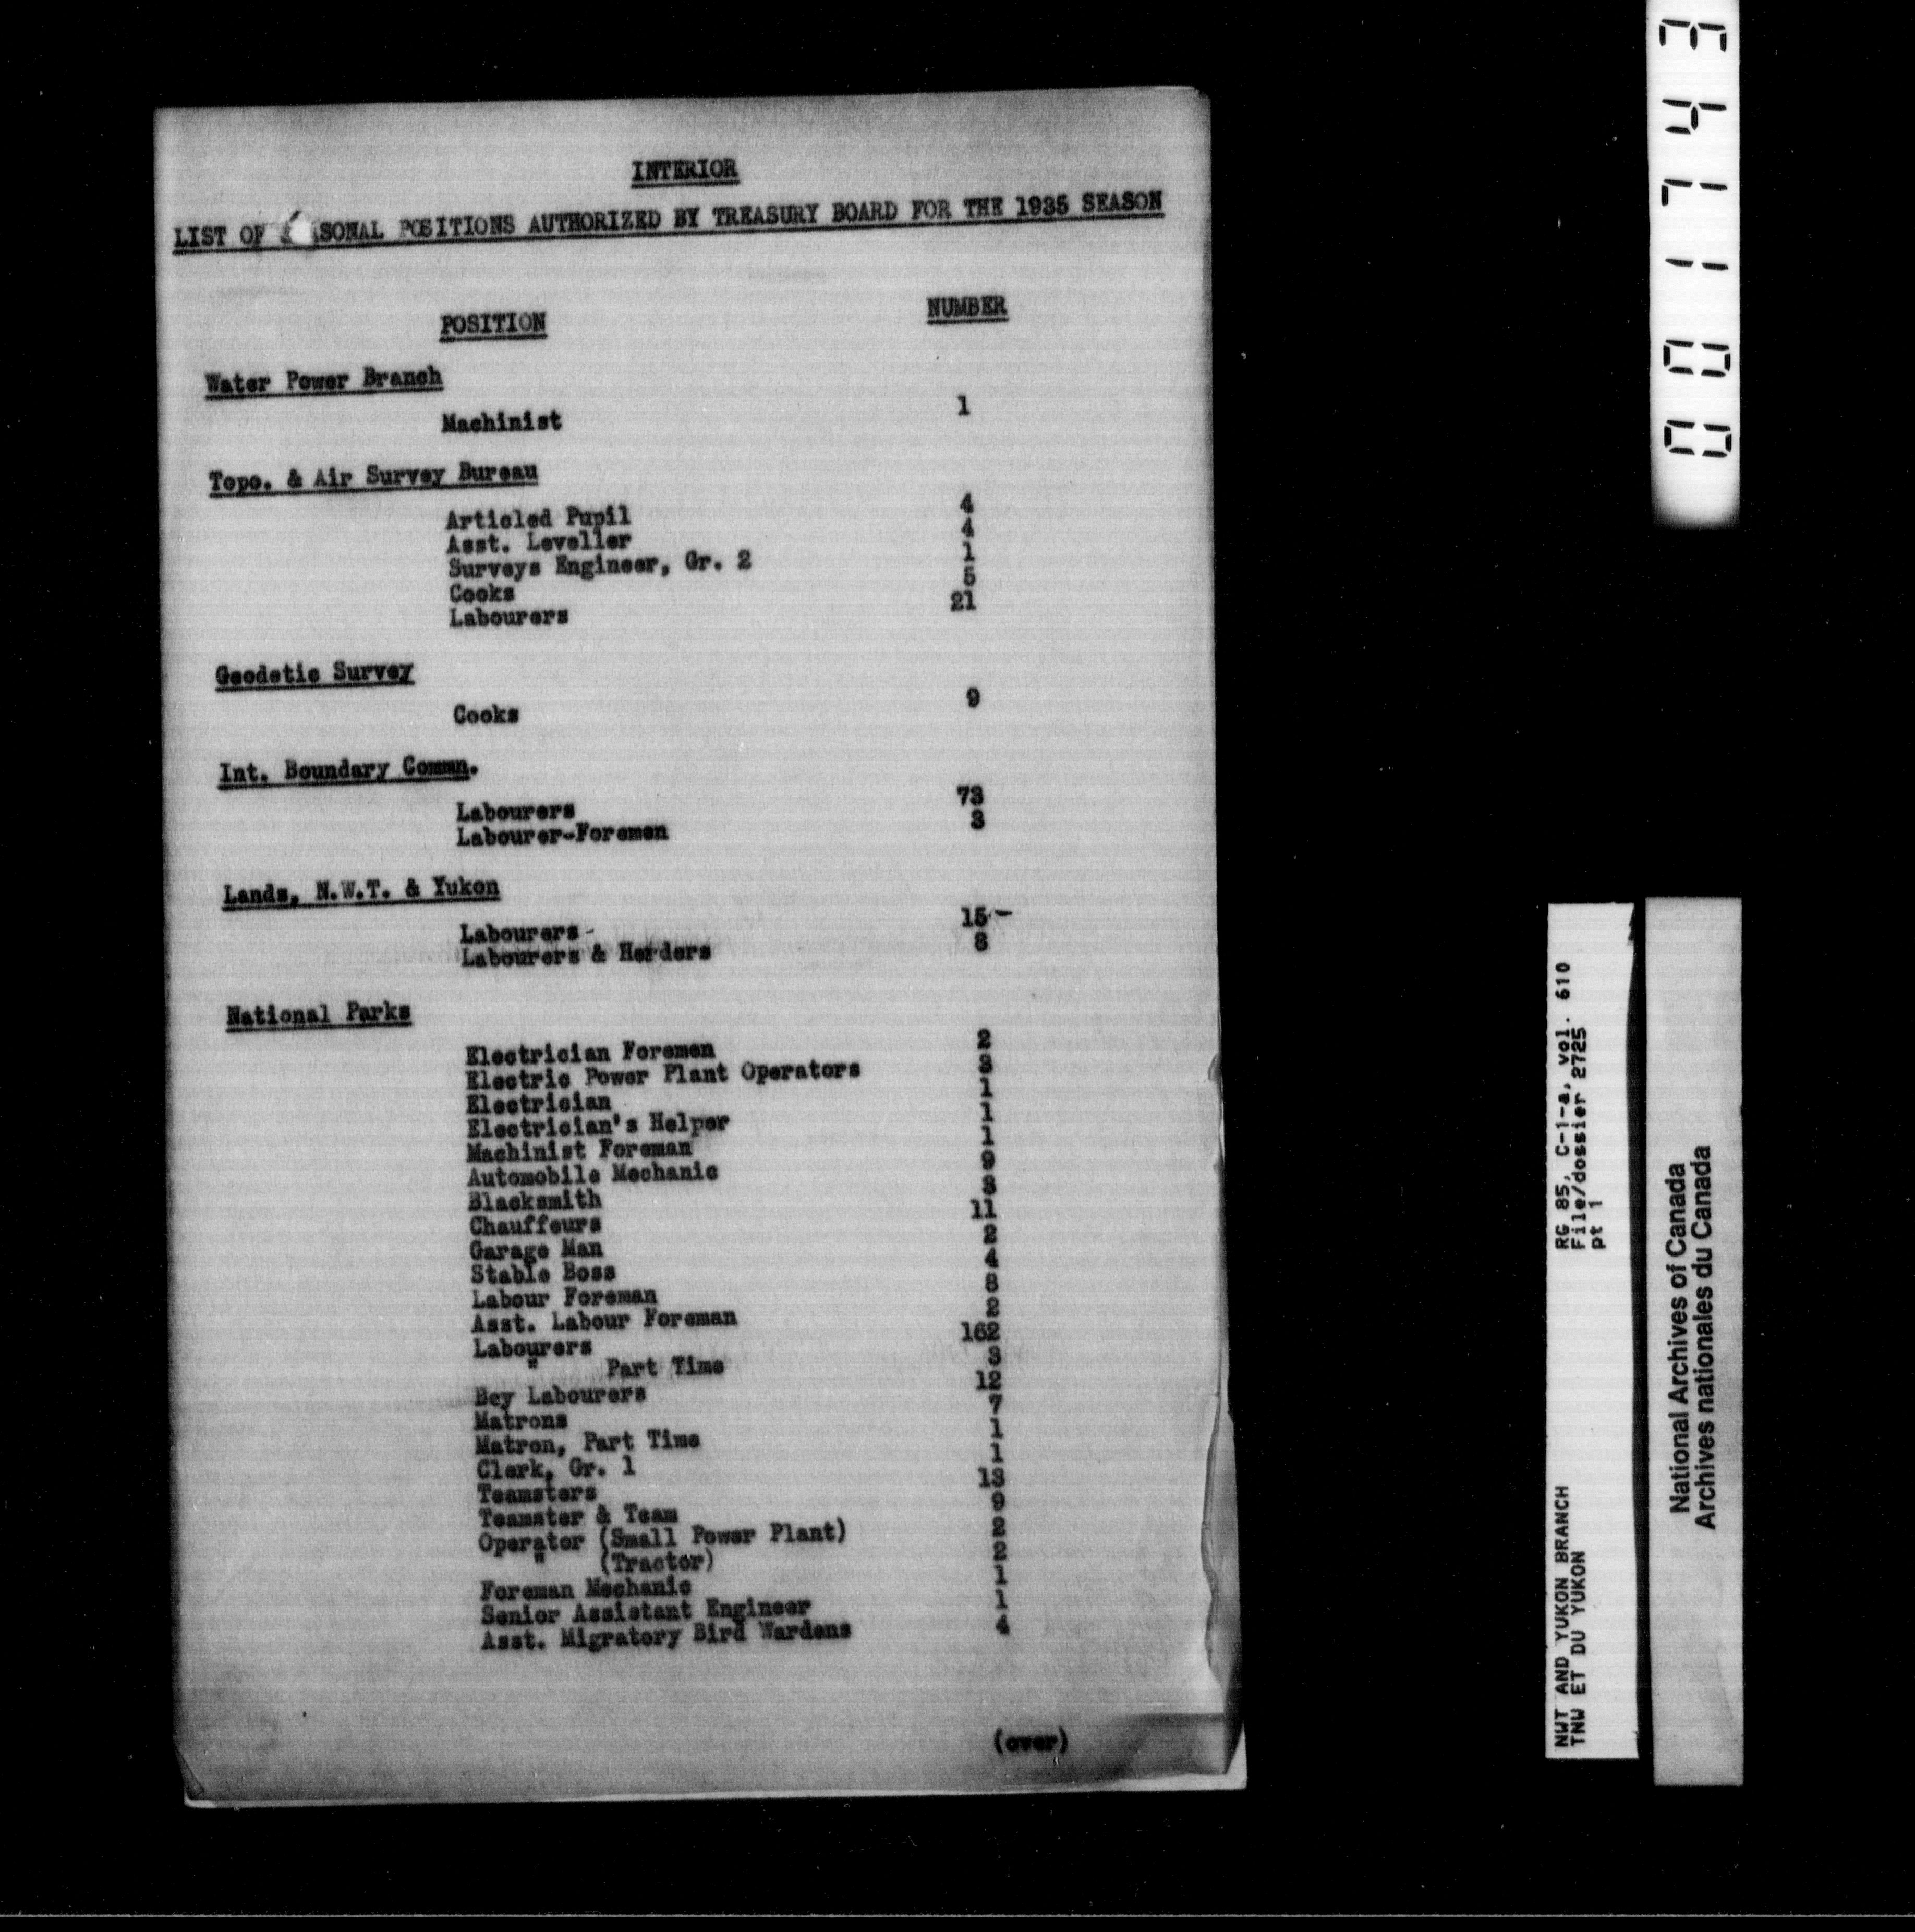 INTERIOR
LIST OF SEASONAL POSITIONS AUTHORIZED BY TREASURY BOARD FOR THE 1935 SEASON
POSITION NUMBER
Water Power Branch
Machinist 1
Topo. & Air Survey Bureau
Articled Pupil 4
Asst. Leveller 4
Surveys Engineer, Gr. 2 1
Cooks 5
Labourers 21
Geodetic Survey
Cooks 9
Int. Boundary Commn.
Labourers 73
Labourer-Foremen 3
Lands, N.W.T. & Yukon
Labourers - 15 -
Labourers & Herders 8
National Parks
Electrician Foremen 2
Electric Power Plant Operators 3
Electrician 1
Electrician's Helper 1
Machinist Foreman 1
Automobile Mechanic 9
Blacksmith 3
Chauffeurs 11
Garage Man 2
Stable Boss 4
Labour Foreman 8
Asst. Labour Foreman 2
Labourers 162
" Part Time 3
Bey Labourers 12
Matrons 7
Matron, Part Time 1
Clerk, Gr. 1 1
Teamsters 13
Teamster & Team 9
Operator (Small Power Plant) 2
" (Tractor) 2
Foreman Mechanic 1
Senior Assistant Engineer 1
Asst. Migratory Bird Wardens 4
(over)
001743
RG 85, C-1-a, vol. 610
File/dossier 2725
pt 1
NWT AND YUKON BRANCH
TNW ET DU YUKON
National Archives of Canada
Archives nationales du Canada